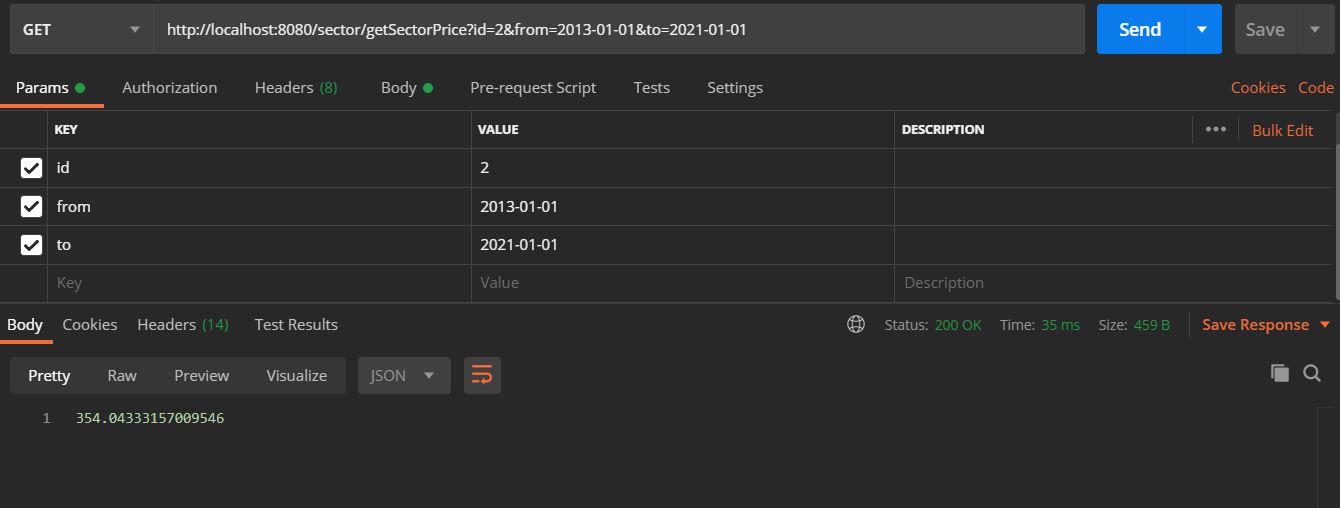 GET http://localhost:8080/sector/getSectorPrice?id=2&from=2013-01-01&to=2021-01-01 Send Save
Params Authorization Headers (8) Body Pre-request Script Tests Settings Cookies Code
KEY VALUE DESCRIPTION Bulk Edit
id 2
from 2013-01-01
to 2021-01-01
Key Value Description
Body Cookies Headers (14) Test Results Status: 200 OK Time: 35 ms Size: 459 B Save Response
Pretty Raw Preview Visualize JSON
1 354.04333157009546